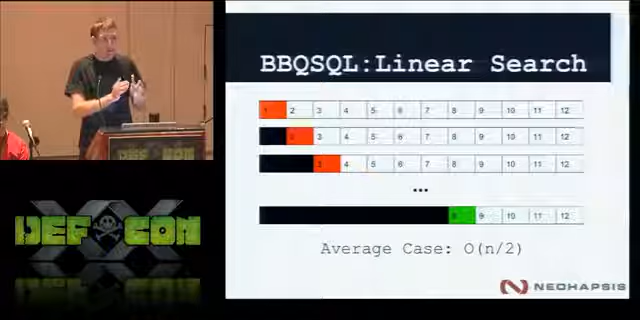 BBQSQL:Linear Search
1 2 3 4 5 6 7 8 9 10 11 12
2 3 4 5 6 7 8 9 10 11 12
3 4 5 6 7 8 9 10 11 12
...
8 9 10 11 12
Average Case: O(n/2)
NEOHAPSIS
DEF CON
XX
DEF CON